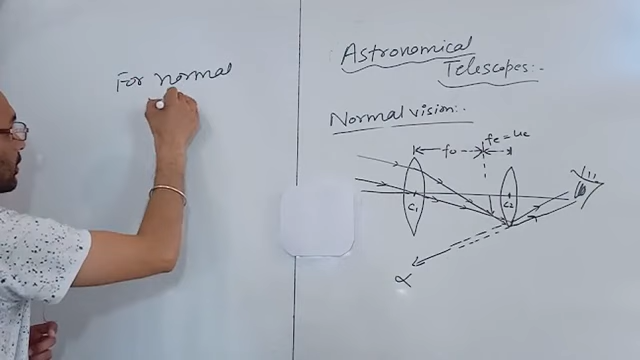 For normal
Astronomical
Telescopes:-
Normal vision:-
fe = ue
fo
C1
C2
α